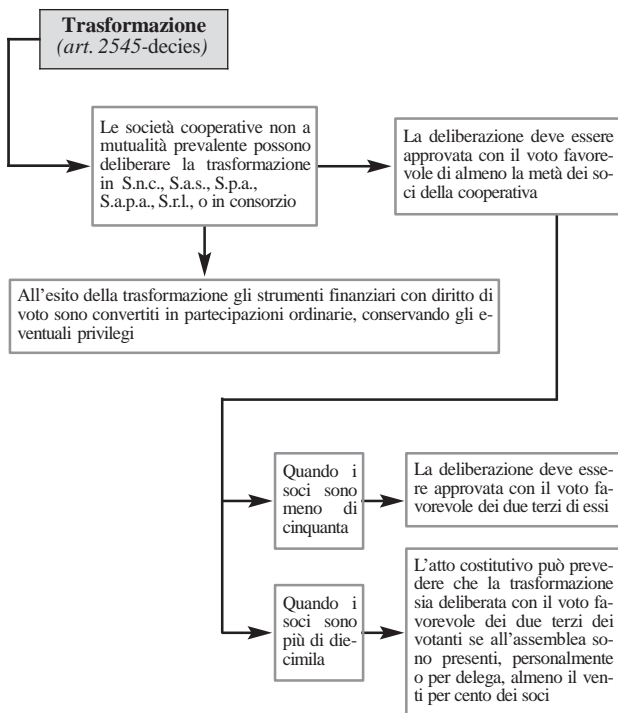 Trasformazione
(art. 2545-decies)
Le società cooperative non a
mutualità prevalente possono
deliberare la trasformazione
in S.n.c., S.a.s., S.p.a.,
S.a.p.a., S.r.l., o in consorzio
La deliberazione deve essere
approvata con il voto favore-
vole di almeno la metà dei so-
ci della cooperativa
All'esito della trasformazione gli strumenti finanziari con diritto di
voto sono convertiti in partecipazioni ordinarie, conservando gli e-
ventuali privilegi
Quando i
soci sono
meno di
cinquanta
La deliberazione deve esse-
re approvata con il voto fa-
vorevole dei due terzi di essi
Quando i
soci sono
più di die-
cimila
L'atto costitutivo può preve-
dere che la trasformazione
sia deliberata con il voto fa-
vorevole dei due terzi dei
votanti se all'assemblea so-
no presenti, personalmente
o per delega, almeno il ven-
ti per cento dei soci